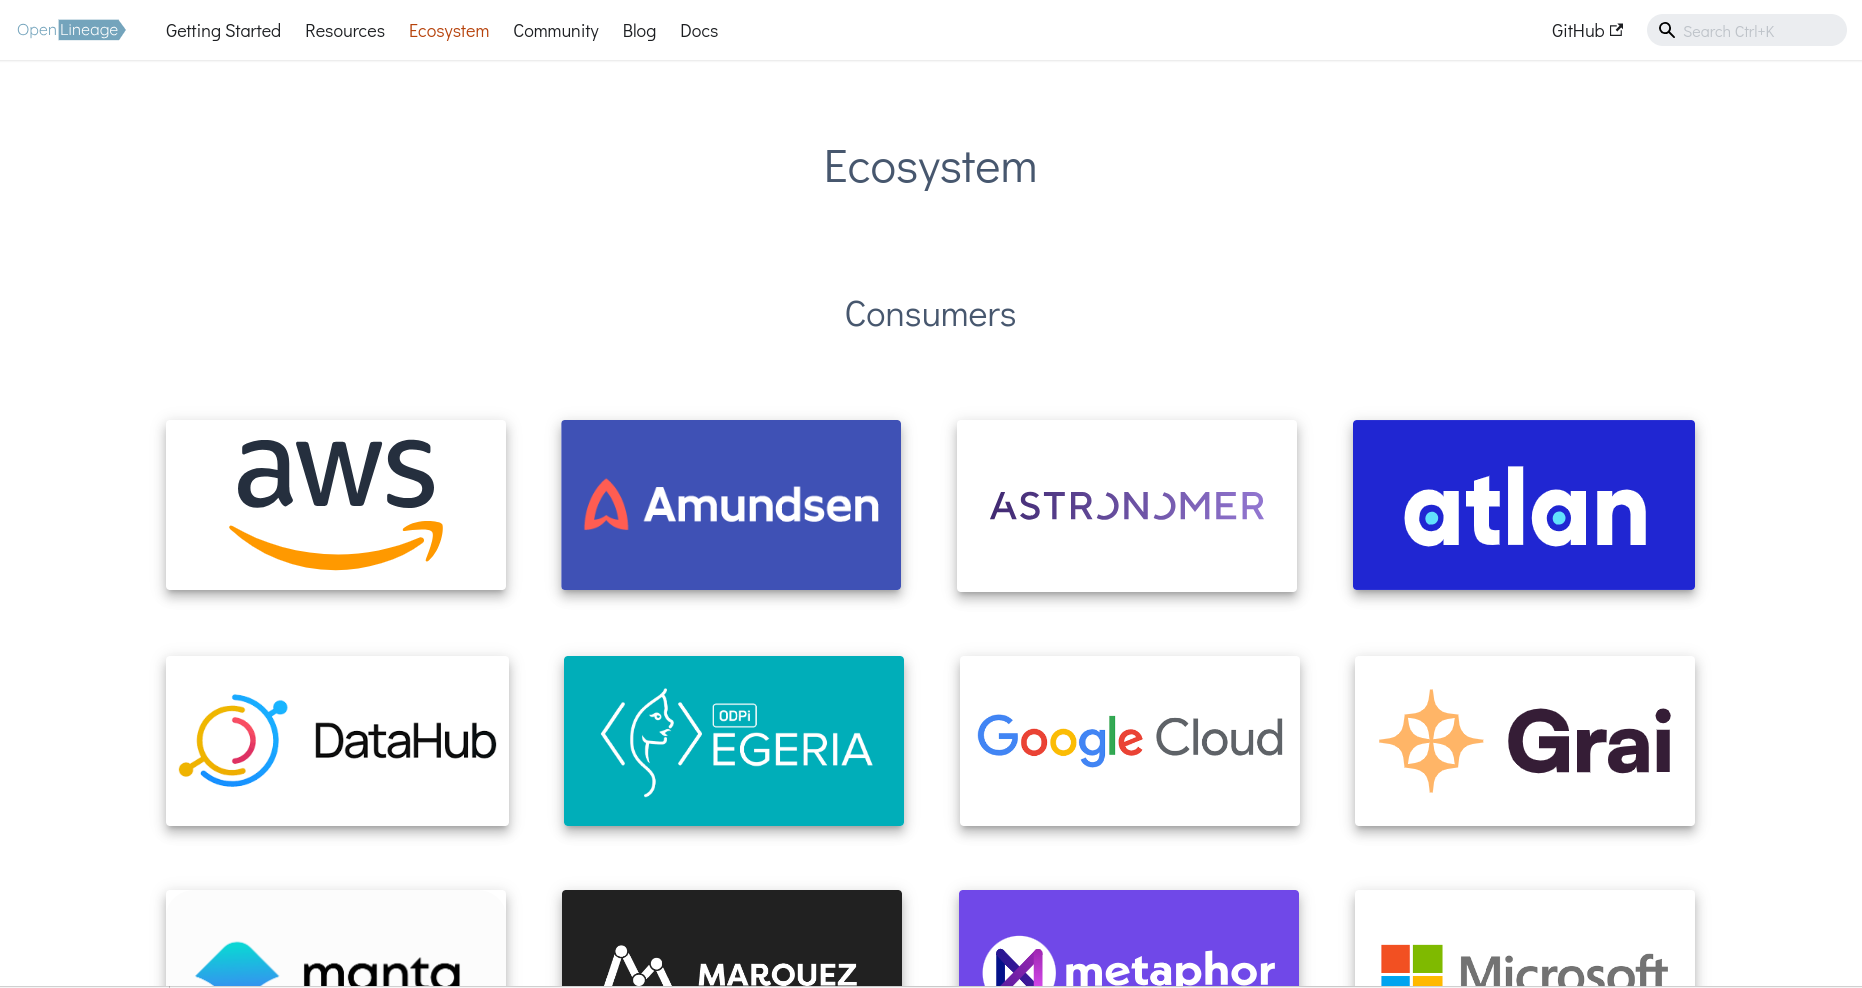 OpenLineage Getting Started Resources Ecosystem Community Blog Docs GitHub Search Ctrl+K
Ecosystem
Consumers
aws Amundsen ASTRONOMER atlan
DataHub ODPi EGERIA Google Cloud Grai
manta MARQUEZ metaphor Microsoft